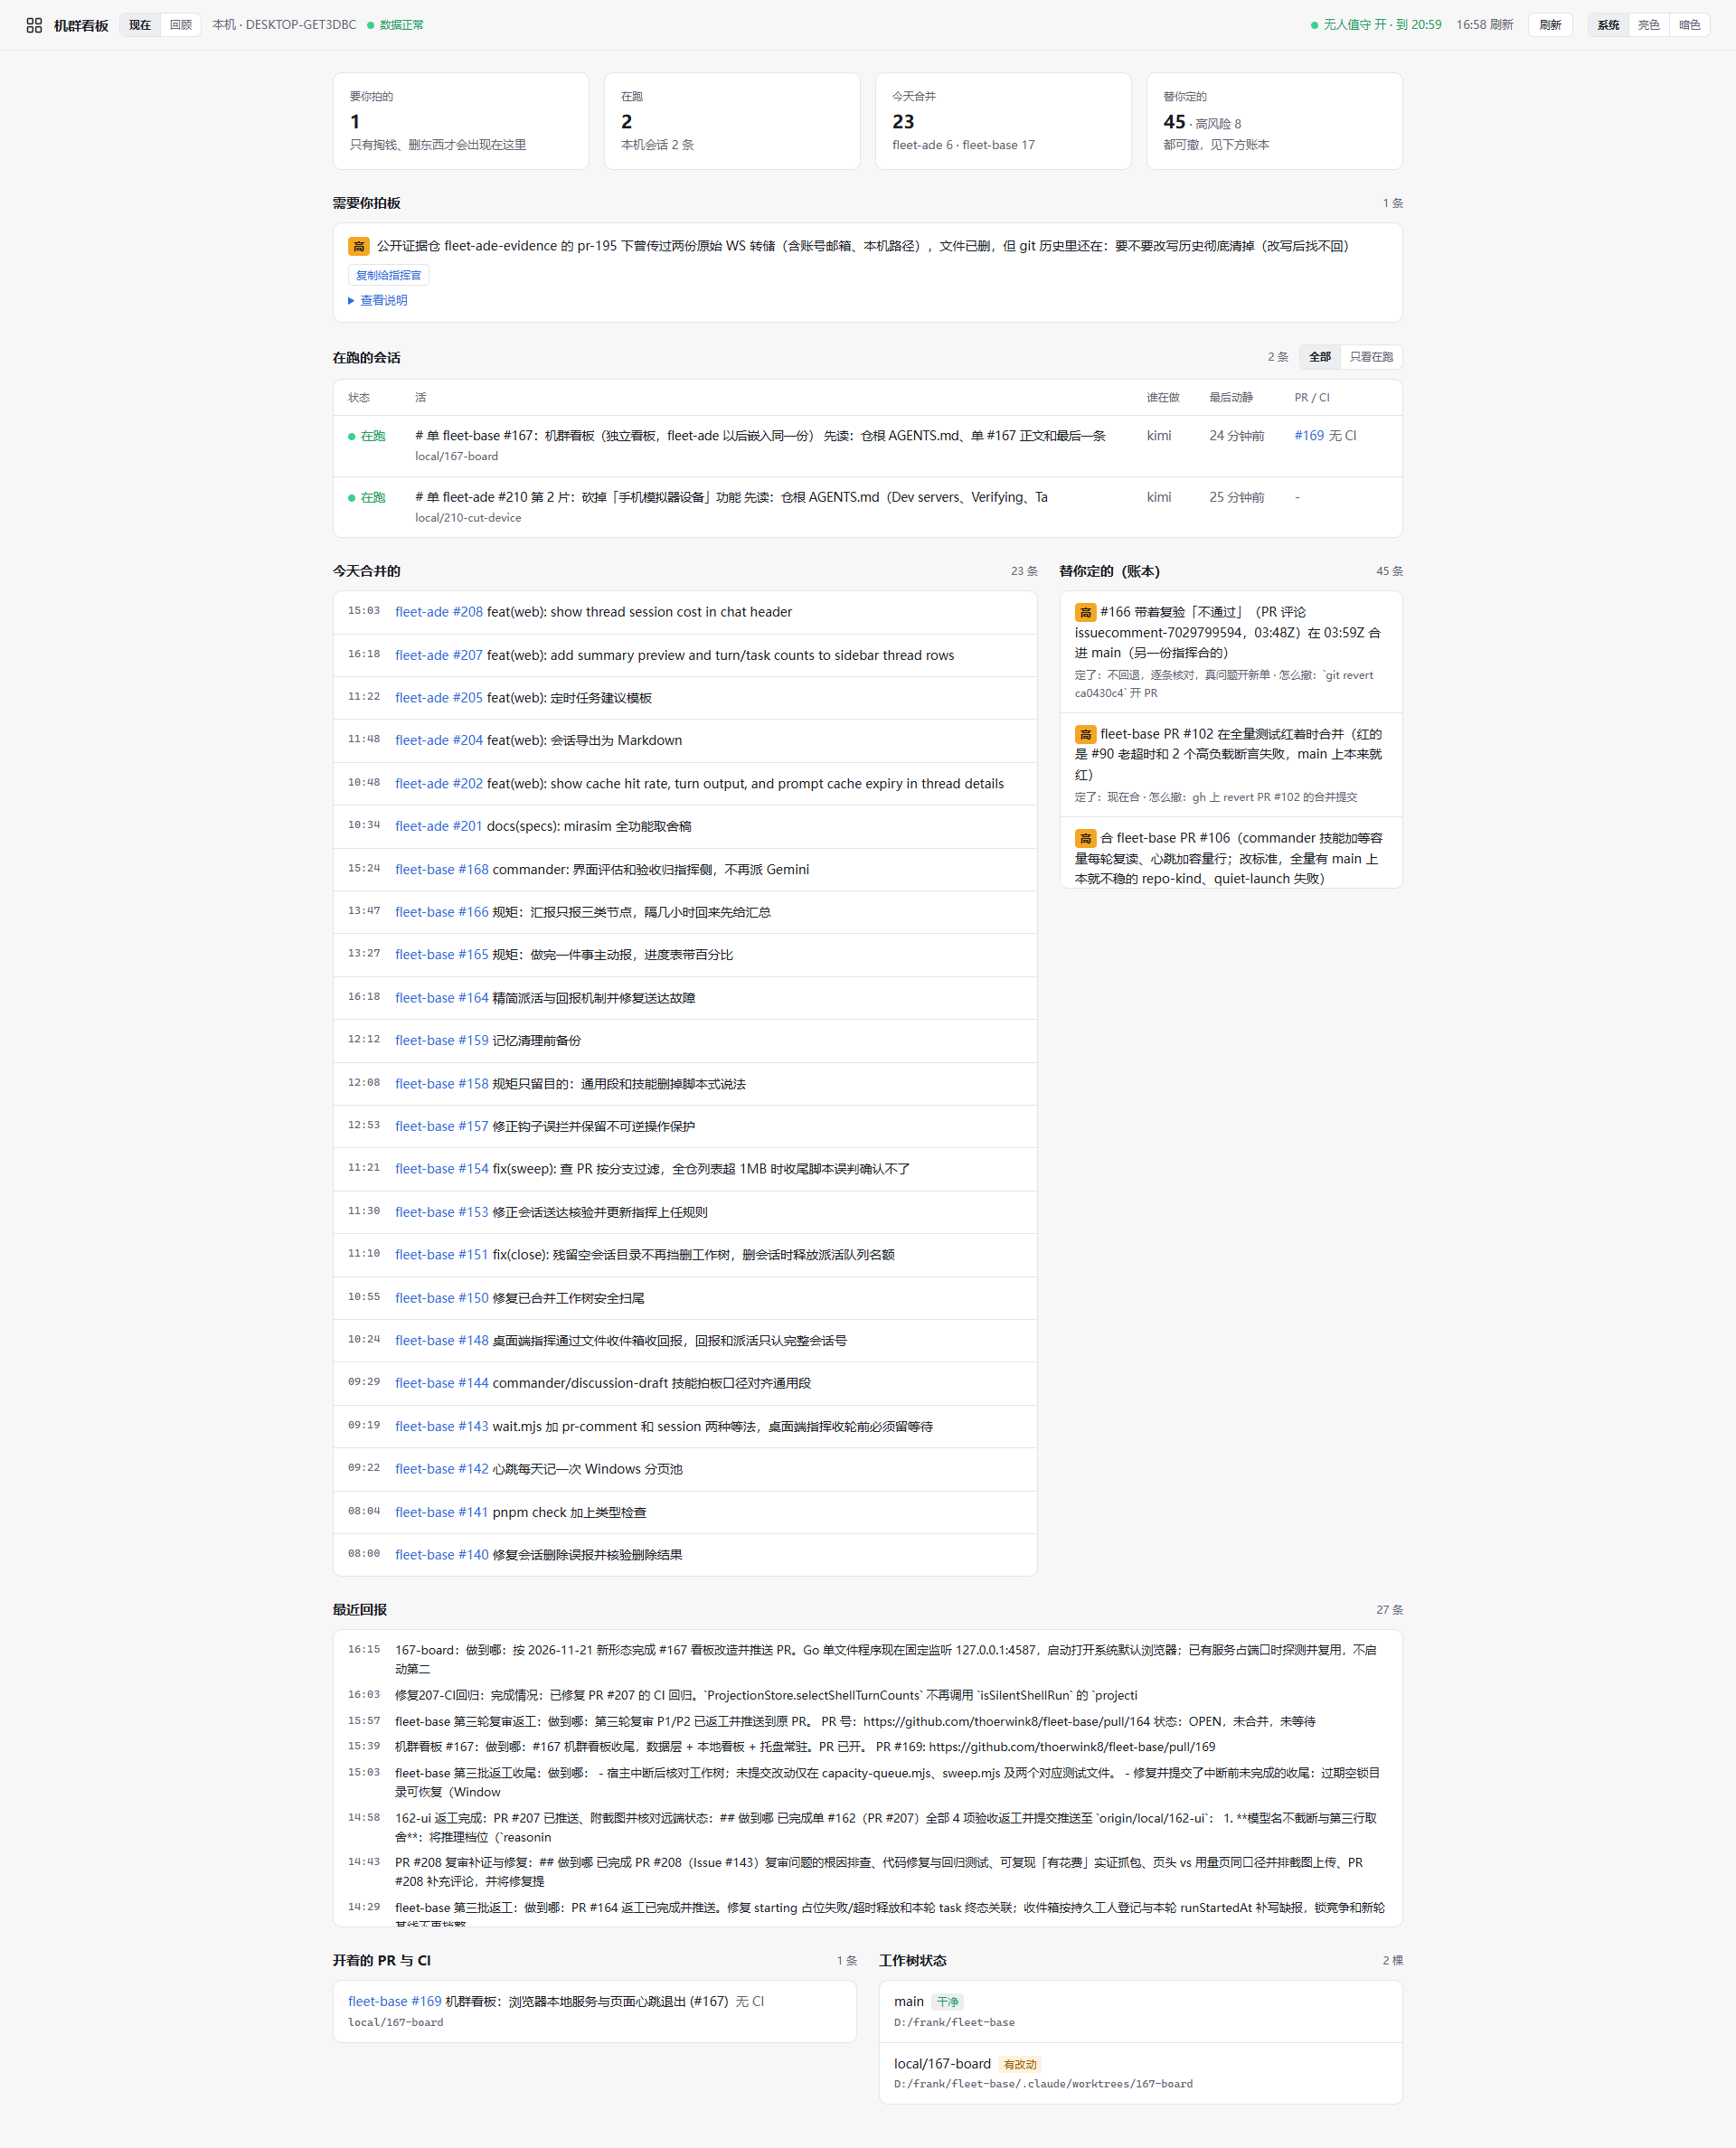 机群看板 现在 回顾 本机 · DESKTOP-GET3DBC 数据正常 无人值守 开 · 到 20:59 16:58 刷新 刷新 系统 亮色 暗色
要你拍的
1
只有掏钱、删东西才会出现在这里
在跑
2
本机会话 2 条
今天合并
23
fleet-ade 6 · fleet-base 17
替你定的
45 · 高风险 8
都可撤，见下方账本
需要你拍板 1 条
高 公开证据仓 fleet-ade-evidence 的 pr-195 下曾传过两份原始 WS 转储（含账号邮箱、本机路径），文件已删，但 git 历史里还在：要不要改写历史彻底清掉（改写后找不回）
复制给指挥官
查看说明
在跑的会话 2 条 全部 只看在跑
状态 活 谁在做 最后动静 PR / CI
在跑 # 单 fleet-base #167：机群看板（独立看板，fleet-ade 以后嵌入同一份） 先读：仓根 AGENTS.md、单 #167 正文和最后一条 kimi 24 分钟前 #169 无 CI
local/167-board
在跑 # 单 fleet-ade #210 第 2 片：砍掉「手机模拟器设备」功能 先读：仓根 AGENTS.md（Dev servers、Verifying、Ta kimi 25 分钟前 -
local/210-cut-device
今天合并的 23 条
15:03 fleet-ade #208 feat(web): show thread session cost in chat header
16:18 fleet-ade #207 feat(web): add summary preview and turn/task counts to sidebar thread rows
11:22 fleet-ade #205 feat(web): 定时任务建议模板
11:48 fleet-ade #204 feat(web): 会话导出为 Markdown
10:48 fleet-ade #202 feat(web): show cache hit rate, turn output, and prompt cache expiry in thread details
10:34 fleet-ade #201 docs(specs): mirasim 全功能取舍稿
15:24 fleet-base #168 commander: 界面评估和验收归指挥侧，不再派 Gemini
13:47 fleet-base #166 规矩：汇报只报三类节点，隔几小时回来先给汇总
13:27 fleet-base #165 规矩：做完一件事主动报，进度表带百分比
16:18 fleet-base #164 精简派活与回报机制并修复送达故障
12:12 fleet-base #159 记忆清理前备份
12:08 fleet-base #158 规矩只留目的：通用段和技能删掉脚本式说法
12:53 fleet-base #157 修正钩子误拦并保留不可逆操作保护
11:21 fleet-base #154 fix(sweep): 查 PR 按分支过滤，全仓列表超 1MB 时收尾脚本误判确认不了
11:30 fleet-base #153 修正会话送达核验并更新指挥上任规则
11:10 fleet-base #151 fix(close): 残留空会话目录不再挡删工作树，删会话时释放派活队列名额
10:55 fleet-base #150 修复已合并工作树安全扫尾
10:24 fleet-base #148 桌面端指挥通过文件收件箱收回报，回报和派活只认完整会话号
09:29 fleet-base #144 commander/discussion-draft 技能拍板口径对齐通用段
09:19 fleet-base #143 wait.mjs 加 pr-comment 和 session 两种等法，桌面端指挥收轮前必须留等待
09:22 fleet-base #142 心跳每天记一次 Windows 分页池
08:04 fleet-base #141 pnpm check 加上类型检查
08:00 fleet-base #140 修复会话删除误报并核验删除结果
替你定的（账本） 45 条
高 #166 带着复验「不通过」（PR 评论
issuecomment-7029799594，03:48Z）在 03:59Z 合
进 main（另一份指挥合的）
定了：不回退，逐条核对，真问题开新单 · 怎么撤：`git revert
ca0430c4` 开 PR
高 fleet-base PR #102 在全量测试红着时合并（红的
是 #90 老超时和 2 个高负载断言失败，main 上本来就
红）
定了：现在合 · 怎么撤：gh 上 revert PR #102 的合并提交
高 合 fleet-base PR #106（commander 技能加等容
量每轮复读、心跳加容量行；改标准，全量有 main 上
本就不稳的 repo-kind、quiet-launch 失败）
最近回报 27 条
16:15 167-board：做到哪：按 2026-11-21 新形态完成 #167 看板改造并推送 PR。Go 单文件程序现在固定监听 127.0.0.1:4587，启动打开系统默认浏览器；已有服务占端口时探测并复用，不启
动第二
16:03 修复207-CI回归：完成情况：已修复 PR #207 的 CI 回归。`ProjectionStore.selectShellTurnCounts` 不再调用 `isSilentShellRun` 的 `projecti
15:57 fleet-base 第三轮复审返工：做到哪：第三轮复审 P1/P2 已返工并推送到原 PR。 PR 号：https://github.com/thoerwink8/fleet-base/pull/164 状态：OPEN，未合并，未等待
15:39 机群看板 #167：做到哪：#167 机群看板收尾，数据层 + 本地看板 + 托盘常驻。PR 已开。 PR #169: https://github.com/thoerwink8/fleet-base/pull/169
15:03 fleet-base 第三批返工收尾：做到哪： - 宿主中断后核对工作树；未提交改动仅在 capacity-queue.mjs、sweep.mjs 及两个对应测试文件。 - 修复并提交了中断前未完成的收尾：过期空锁目
录可恢复（Window
14:58 162-ui 返工完成：PR #207 已推送、附截图并核对远端状态：## 做到哪 已完成单 #162（PR #207）全部 4 项验收返工并提交推送至 `origin/local/162-ui`： 1. **模型名不截断与第三行取
舍**：将推理档位（`reasonin
14:43 PR #208 复审补证与修复：## 做到哪 已完成 PR #208（Issue #143）复审问题的根因排查、代码修复与回归测试、可复现「有花费」实证抓包、页头 vs 用量页同口径并排截图上传、PR
#208 补充评论，并将修复提
14:29 fleet-base 第三批返工：做到哪：PR #164 返工已完成并推送。修复 starting 占位失败/超时释放和本轮 task 终态关联；收件箱按持久工人登记与本轮 runStartedAt 补写缺报，锁竞争和新轮
开着的 PR 与 CI 1 条
fleet-base #169 机群看板：浏览器本地服务与页面心跳退出 (#167) 无 CI
local/167-board
工作树状态 2 棵
main 干净
D:/frank/fleet-base
local/167-board 有改动
D:/frank/fleet-base/.claude/worktrees/167-board